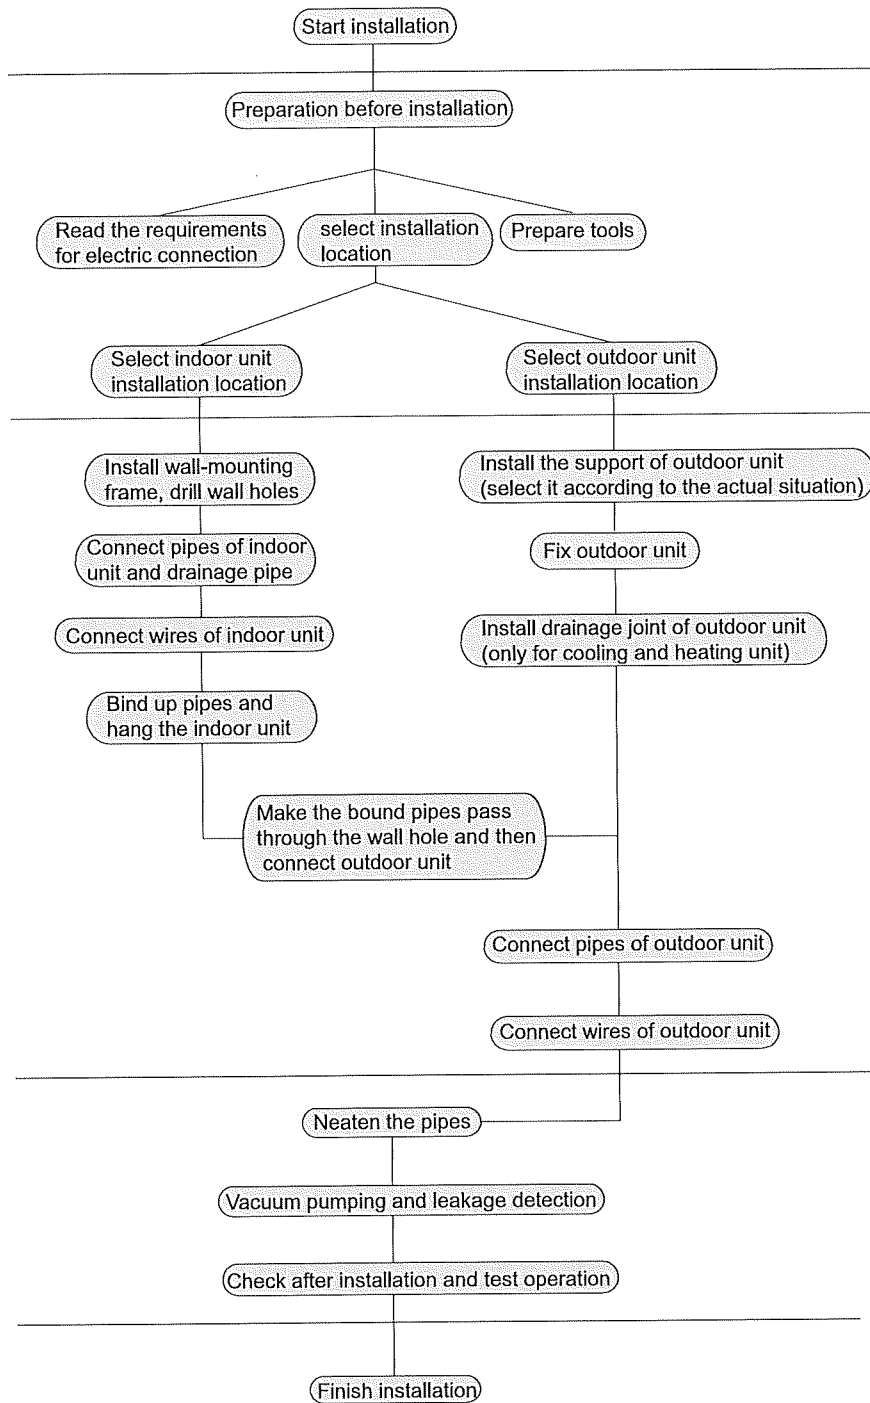 Start installation
Preparation before installation
Read the requirements
for electric connection
select installation
location
Prepare tools
Select indoor unit
installation location
Select outdoor unit
installation location
Install wall-mounting
frame, drill wall holes
Install the support of outdoor unit
(select it according to the actual situation)
Connect pipes of indoor
unit and drainage pipe
Fix outdoor unit
Connect wires of indoor unit
Install drainage joint of outdoor unit
(only for cooling and heating unit)
Bind up pipes and
hang the indoor unit
Make the bound pipes pass
through the wall hole and then
connect outdoor unit
Connect pipes of outdoor unit
Connect wires of outdoor unit
Neaten the pipes
Vacuum pumping and leakage detection
Check after installation and test operation
Finish installation